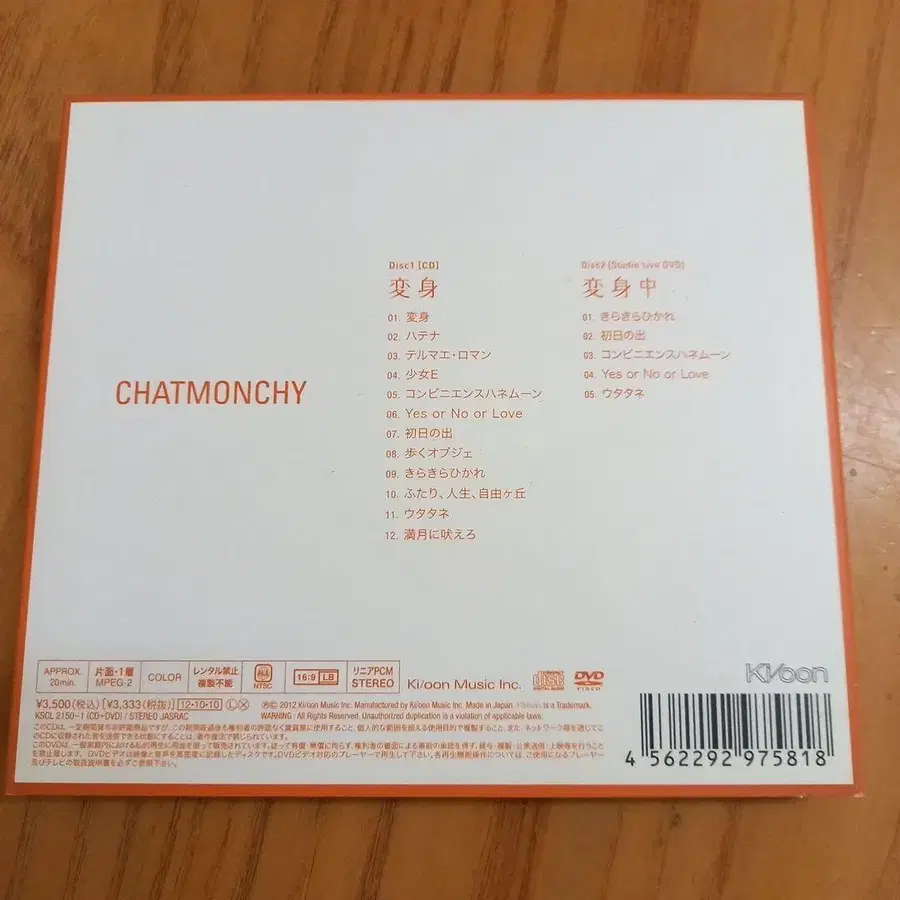 CHATMONCHY
Disc1 [CD]
変身
01. 変身
02. ハテナ
03. テルマエ・ロマン
04. 少女E
05. コンビニエンスハネムーン
06. Yes or No or Love
07. 初日の出
08. 歩くオブジェ
09. きらきらひかれ
10. ふたり、人生、自由ヶ丘
11. ウタタネ
12. 満月に吠えろ
Disc2 (Studio Live DVD)
変身中
01. きらきらひかれ
02. 初日の出
03. コンビニエンスハネムーン
04. Yes or No or Love
05. ウタタネ
APPROX. 20min.
片面・1層 MPEG-2
COLOR
レンタル禁止 複製不能
NTSC
16:9 LB
リニアPCM STEREO
Ki/oon Music Inc.
COMPACT disc DIGITAL AUDIO
DVD VIDEO
Ki/oon
¥3,500(税込) [¥3,333(税抜)] 12・10・10 Ⓛ Ⓧ
KSCL 2150-1 (CD+DVD) / STEREO JASRAC
ⓅⒸ 2012 Ki/oon Music Inc. Manufactured by Ki/oon Music Inc. Made in Japan. Ki/oon is a Trademark.
WARNING : All Rights Reserved. Unauthorized duplication is a violation of applicable laws.
4 562292 975818